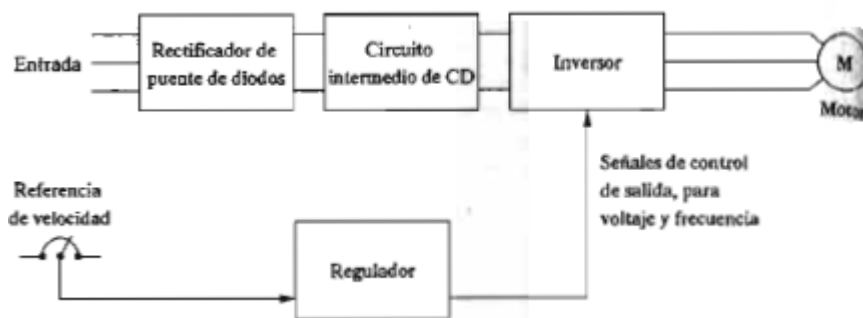 Entrada
Rectificador de
puente de diodos
Circuito
intermedio de CD
Inversor
M
Motor
Referencia
de velocidad
Regulador
Señales de control
de salida, para
voltaje y frecuencia